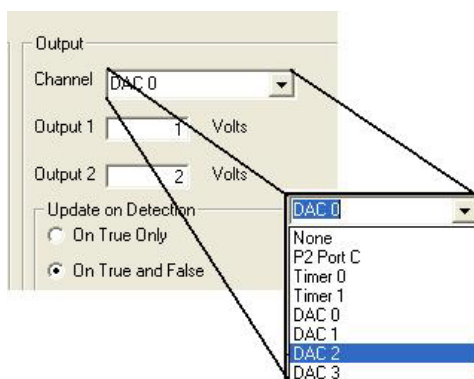 Output
Channel DAC 0
Output 1 1 Volts
Output 2 2 Volts
Update on Detection
On True Only
On True and False
DAC 0
None
P2 Port C
Timer 0
Timer 1
DAC 0
DAC 1
DAC 2
DAC 3